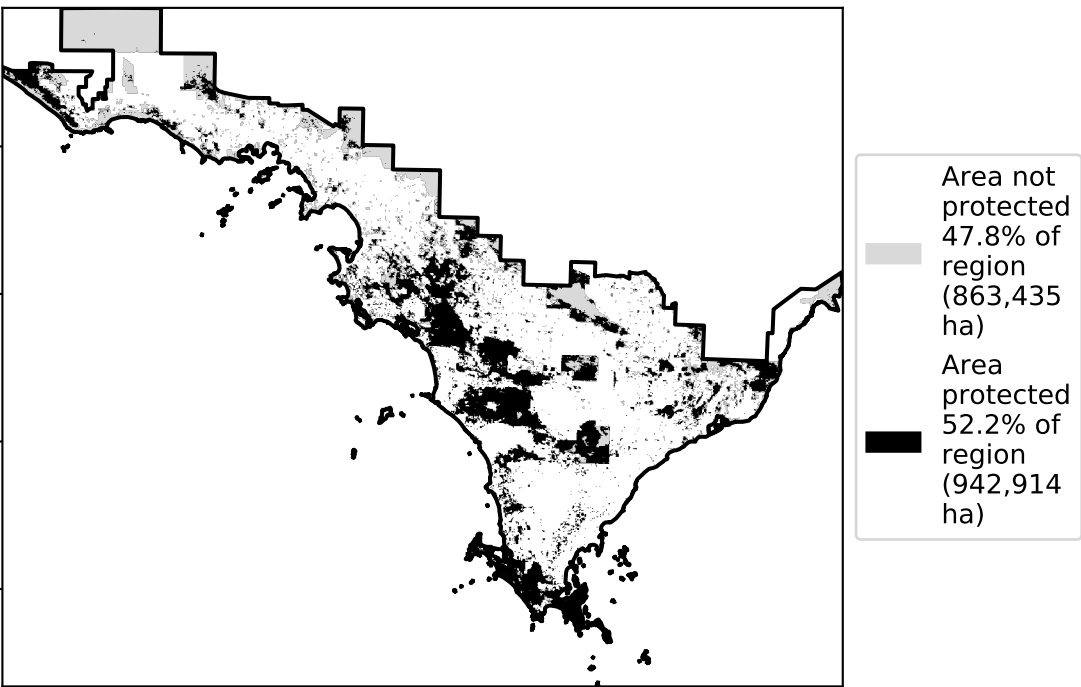 Area not
protected
47.8% of
region
(863,435
ha)
Area
protected
52.2% of
region
(942,914
ha)